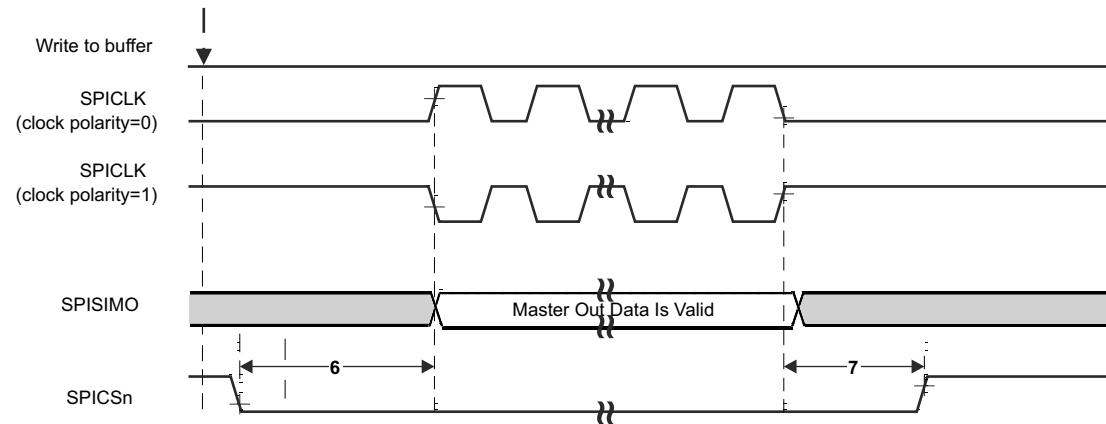 Write to buffer
SPICLK
(clock polarity=0)
SPICLK
(clock polarity=1)
SPISIMO
Master Out Data Is Valid
6
7
SPICSn